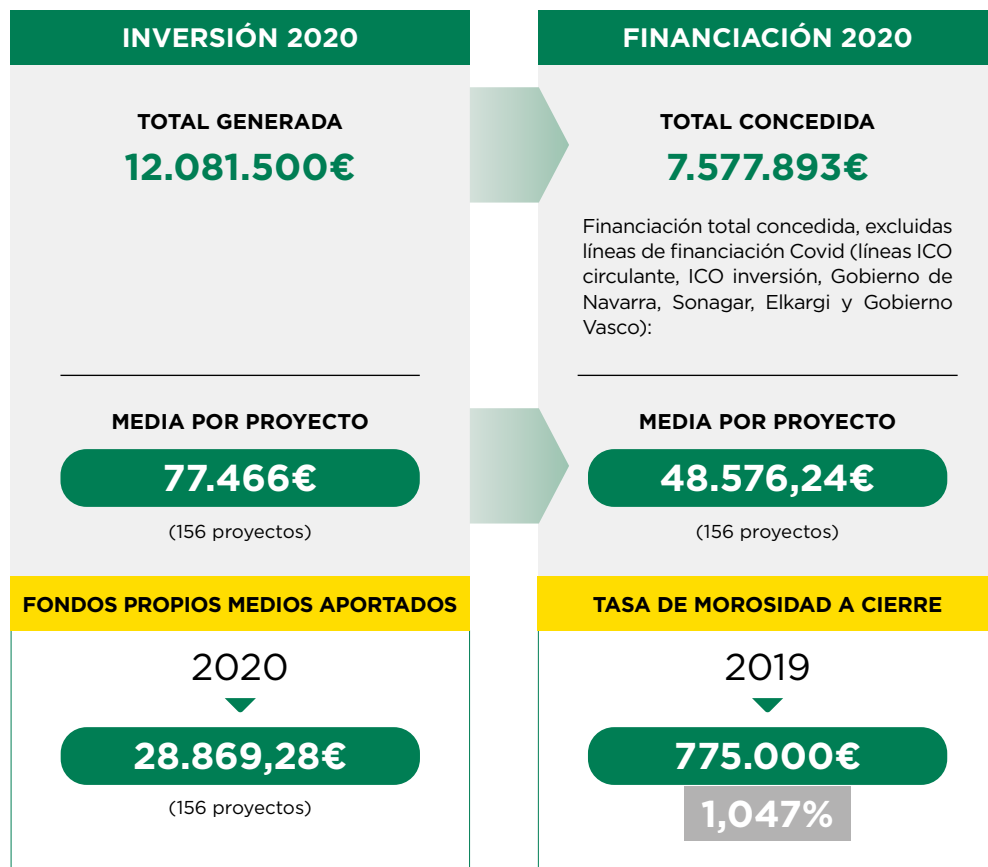 INVERSIÓN 2020
TOTAL GENERADA
12.081.500€
MEDIA POR PROYECTO
77.466€
(156 proyectos)
FONDOS PROPIOS MEDIOS APORTADOS
2020
28.869,28€
(156 proyectos)
FINANCIACIÓN 2020
TOTAL CONCEDIDA
7.577.893€
Financiación total concedida, excluidas
líneas de financiación Covid (líneas ICO
circulante, ICO inversión, Gobierno de
Navarra, Sonagar, Elkargi y Gobierno
Vasco):
MEDIA POR PROYECTO
48.576,24€
(156 proyectos)
TASA DE MOROSIDAD A CIERRE
2019
775.000€
1,047%